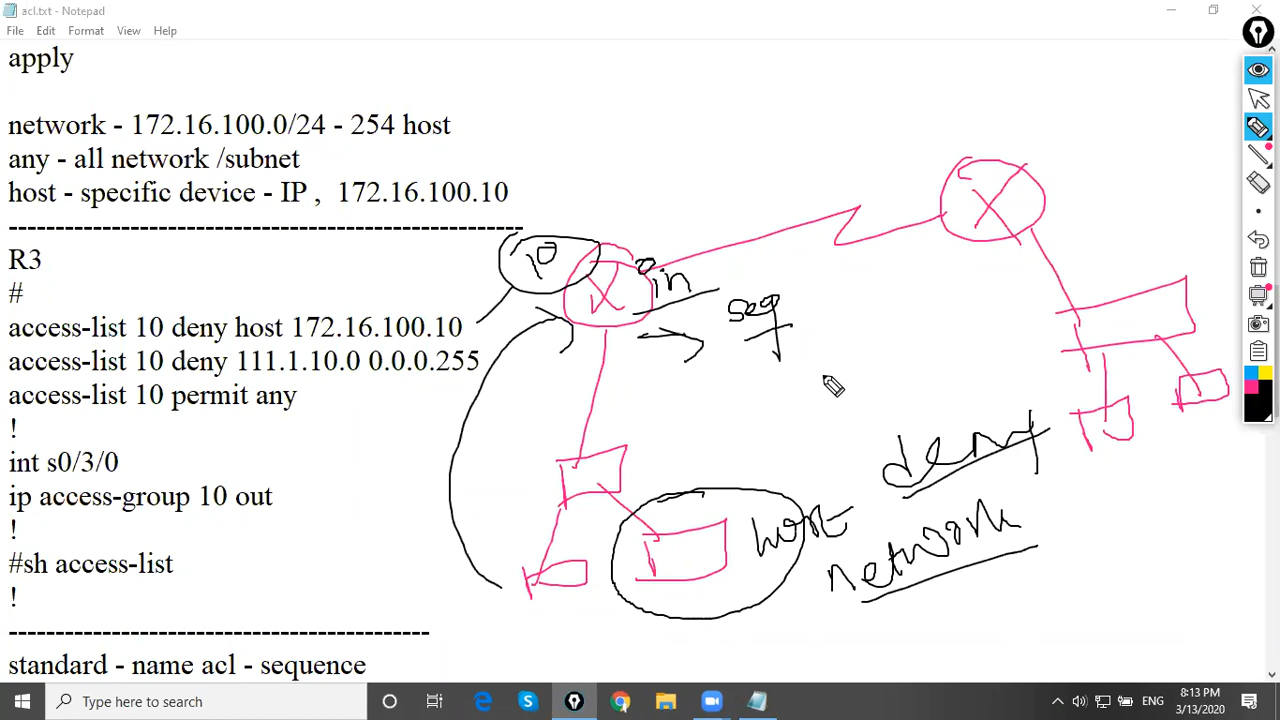 acl.txt - Notepad
File Edit Format View Help
apply
network - 172.16.100.0/24 - 254 host
any - all network /subnet
host - specific device - IP , 172.16.100.10
-------------------------------------------------------
R3
#
access-list 10 deny host 172.16.100.10
access-list 10 deny 111.1.10.0 0.0.0.255
access-list 10 permit any
!
int s0/3/0
ip access-group 10 out
!
#sh access-list
!
---------------------------------------------
standard - name acl - sequence
10
in
seq
deny
host
network
Type here to search
ENG
8:13 PM
3/13/2020